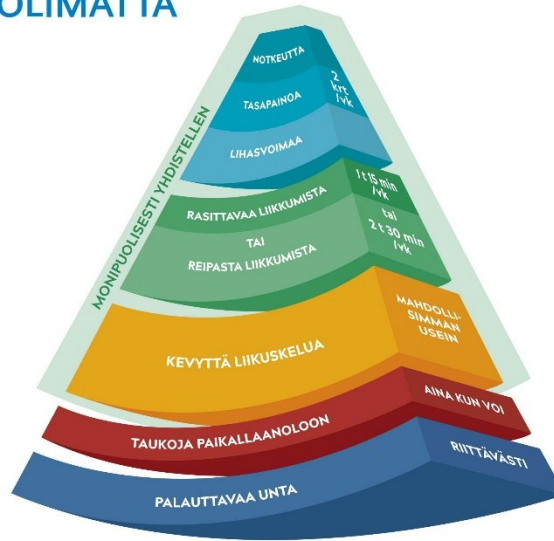 OLIMATTA
MONIPUOLISESTI YHDISTELLEN
NOTKEUTTA
TASAPAINOA
LIHASVOIMAA
2
krt
/vk
RASITTAVAA LIIKKUMISTA
1 t 15 min
/vk
TAI
tai
REIPASTA LIIKKUMISTA
2 t 30 min
/vk
KEVYTTÄ LIIKUSKELUA
MAHDOLLI-
SIMMAN
USEIN
TAUKOJA PAIKALLAANOLOON
AINA KUN VOI
PALAUTTAVAA UNTA
RIITTÄVÄSTI